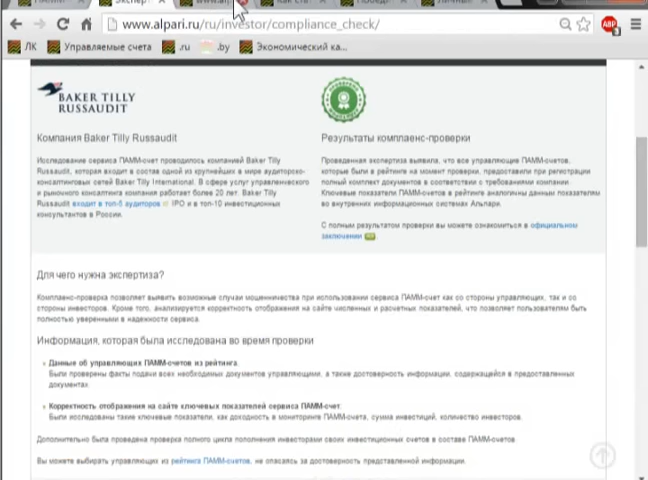 Экспер
www.alpari.ru/ru/investor/compliance_check/
ABP
ЛК
Управляемые счета
.ru
.by
Экономический ка...
BAKER TILLY
RUSSAUDIT
Компания Baker Tilly Russaudit
Исследование сервиса ПАММ-счет проводилось компанией Baker Tilly
Russaudit, которая входит в состав одной из крупнейших в мире аудиторско-
консалтинговых сетей Baker Tilly International. В сфере услуг управленческого
и рыночного консалтинга компания работает более 20 лет. Baker Tilly
Russaudit входит в топ-5 аудиторов IPO и в топ-10 инвестиционных
консультантов в России.
Результаты комплаенс-проверки
Проведенная экспертиза выявила, что все управляющие ПАММ-счетов,
которые были в рейтинге на момент проверки, предоставили при регистрации
полный комплект документов в соответствии с требованиями компании
Ключевые показатели ПАММ-счетов в рейтинге аналогичны данным показателям
во внутренних информационных системах Альпари.
С полным результатом проверки вы можете ознакомиться в официальном
заключении
Для чего нужна экспертиза?
Комплаенс-проверка позволяет выявить возможные случаи мошенничества при использовании сервиса ПАММ-счет как со стороны управляющих, так и со
стороны инвесторов. Кроме того, анализируется корректность отображения на сайте численных и расчетных показателей, что позволяет пользователям быть
полностью уверенными в надежности сервиса.
Информация, которая была исследована во время проверки
Данные об управляющих ПАММ-счетов из рейтинга.
Были проверены факты подачи всех необходимых документов управляющими, а также достоверность информации, содержащейся в предоставленных
документах.
Корректность отображения на сайте ключевых показателей сервиса ПАММ-счет.
Были исследованы такие ключевые показатели, как доходность в мониторинге ПАММ-счета, сумма инвестиций, количество инвесторов.
Дополнительно была проведена проверка полного цикла пополнения инвесторами своих инвестиционных счетов в составе ПАММ-счетов
Вы можете выбирать управляющих из рейтинга ПАММ-счетов, не опасаясь за достоверность представленной информации.